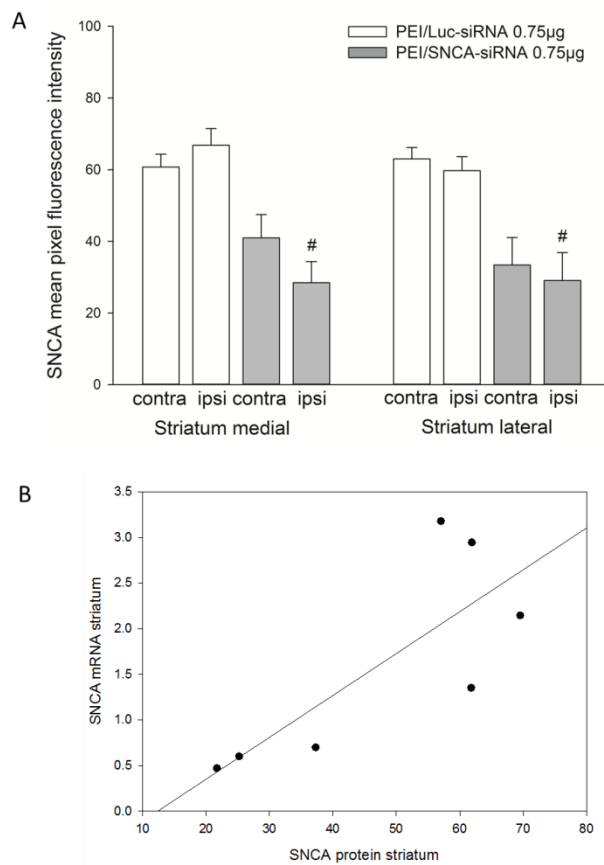 A
PEI/Luc-siRNA 0.75µg
PEI/SNCA-siRNA 0.75µg
SNCA mean pixel fluorescence intensity
100
80
60
40
20
0
# #
contra ipsi contra ipsi contra ipsi contra ipsi
Striatum medial Striatum lateral
B
SNCA mRNA striatum
3.5
3.0
2.5
2.0
1.5
1.0
0.5
0.0
10 20 30 40 50 60 70 80
SNCA protein striatum